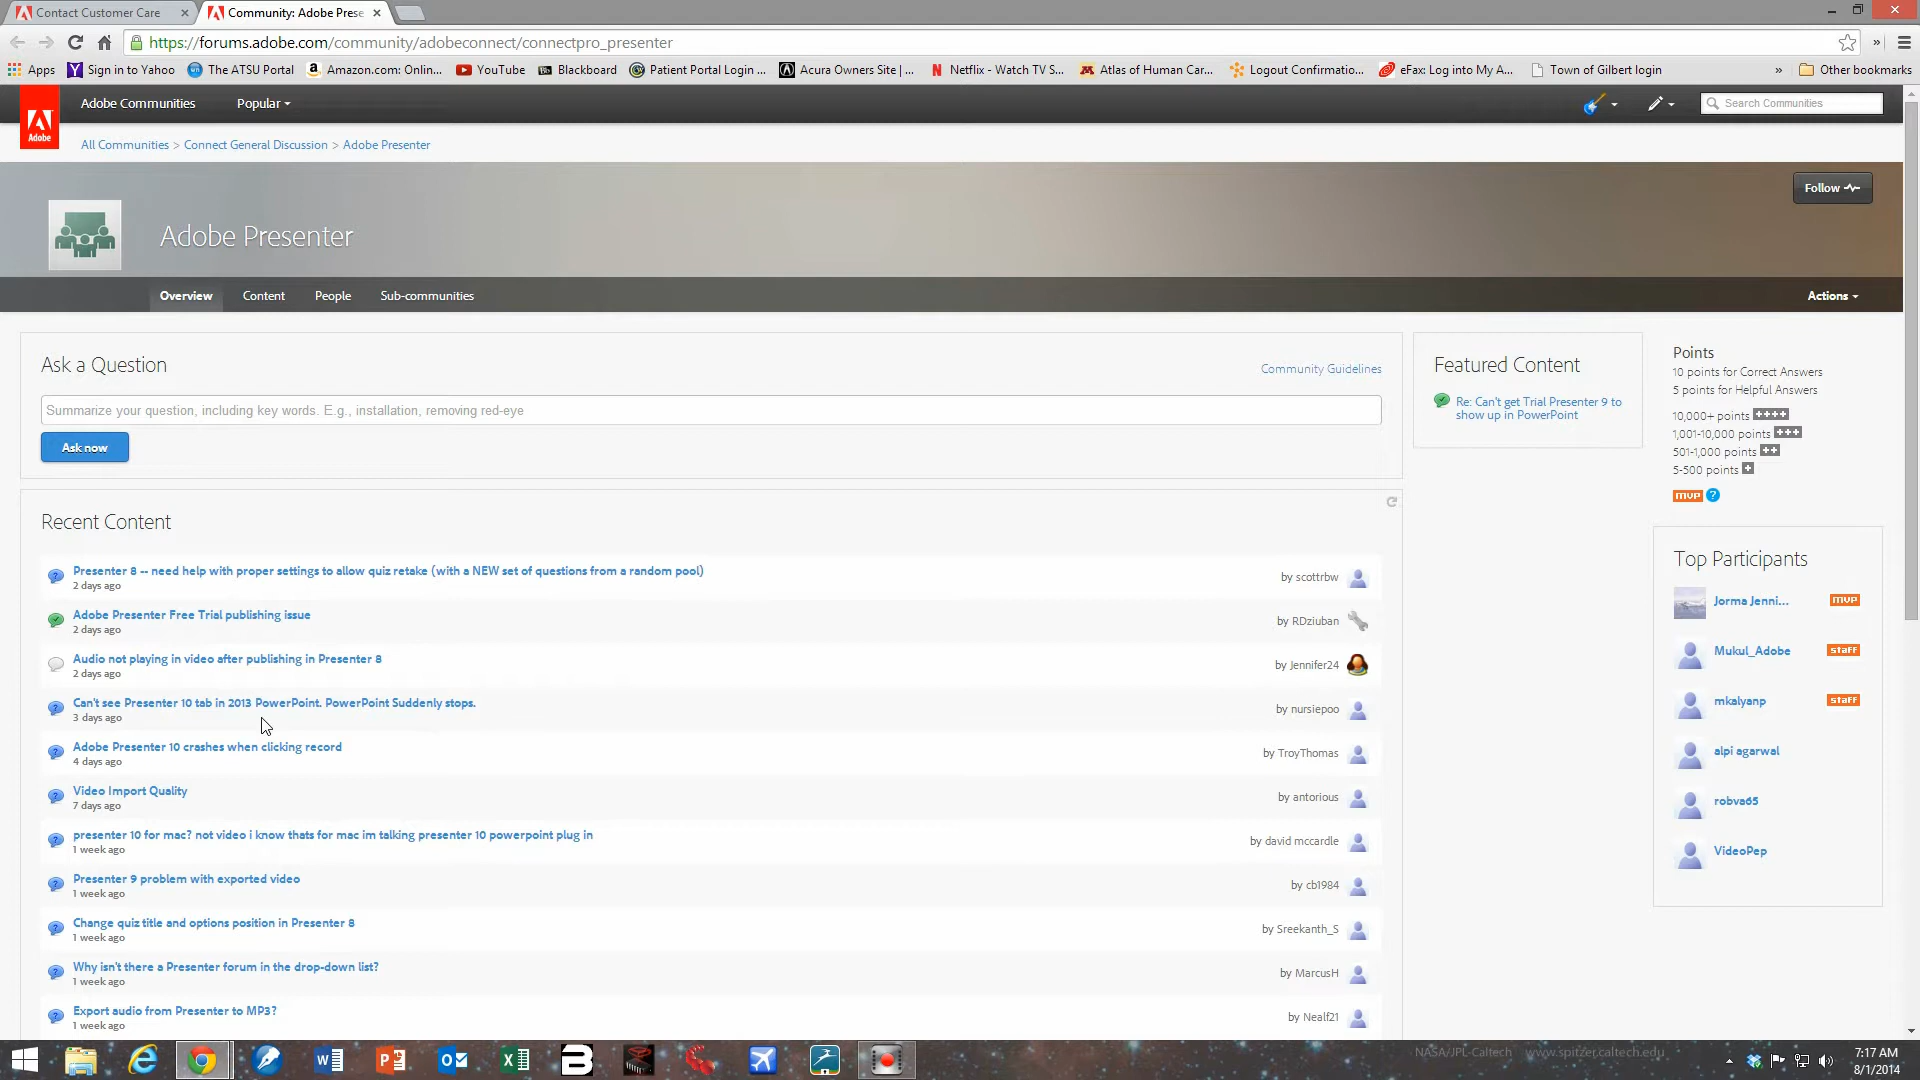 Contact Customer Care
Community: Adobe Prese
https://forums.adobe.com/community/adobeconnect/connectpro_presenter
Apps
Sign in to Yahoo
The ATSU Portal
Amazon.com: Onlin...
YouTube
Blackboard
Patient Portal Login ...
Acura Owners Site | ...
Netflix - Watch TV S...
Atlas of Human Car...
Logout Confirmatio...
eFax: Log into My A...
Town of Gilbert login
»
Other bookmarks
Adobe
Adobe Communities
Popular
Search Communities
All Communities > Connect General Discussion > Adobe Presenter
Follow
Adobe Presenter
Overview
Content
People
Sub-communities
Actions
Ask a Question
Community Guidelines
Summarize your question, including key words. E.g., installation, removing red-eye
Ask now
Featured Content
Re: Can't get Trial Presenter 9 to
show up in PowerPoint
Points
10 points for Correct Answers
5 points for Helpful Answers
10,000+ points
1,001-10,000 points
501-1,000 points
5-500 points
MVP ?
Recent Content
Presenter 8 -- need help with proper settings to allow quiz retake (with a NEW set of questions from a random pool)
2 days ago
by scottrbw
Adobe Presenter Free Trial publishing issue
2 days ago
by RDziuban
Audio not playing in video after publishing in Presenter 8
2 days ago
by Jennifer24
Can't see Presenter 10 tab in 2013 PowerPoint. PowerPoint Suddenly stops.
3 days ago
by nursiepoo
Adobe Presenter 10 crashes when clicking record
4 days ago
by TroyThomas
Video Import Quality
7 days ago
by antorious
presenter 10 for mac? not video i know thats for mac im talking presenter 10 powerpoint plug in
1 week ago
by david mccardle
Presenter 9 problem with exported video
1 week ago
by cb1984
Change quiz title and options position in Presenter 8
1 week ago
by Sreekanth_S
Why isn't there a Presenter forum in the drop-down list?
1 week ago
by MarcusH
Export audio from Presenter to MP3?
1 week ago
by Nealf21
Top Participants
Jorma Jenni...
MVP
Mukul_Adobe
staff
mkalyanp
staff
alpi agarwal
robva65
VideoPep
NASA/JPL-Caltech www.spitzer.caltech.edu
7:17 AM
8/1/2014